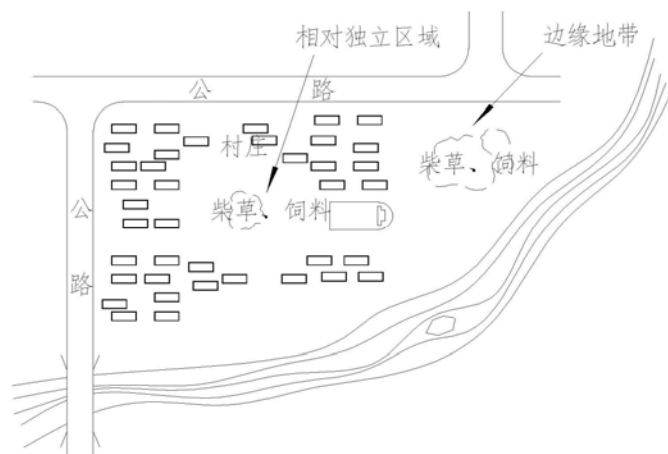 相对独立区域
边缘地带
公 路
村庄
柴草、饲料
柴草、饲料
公
路